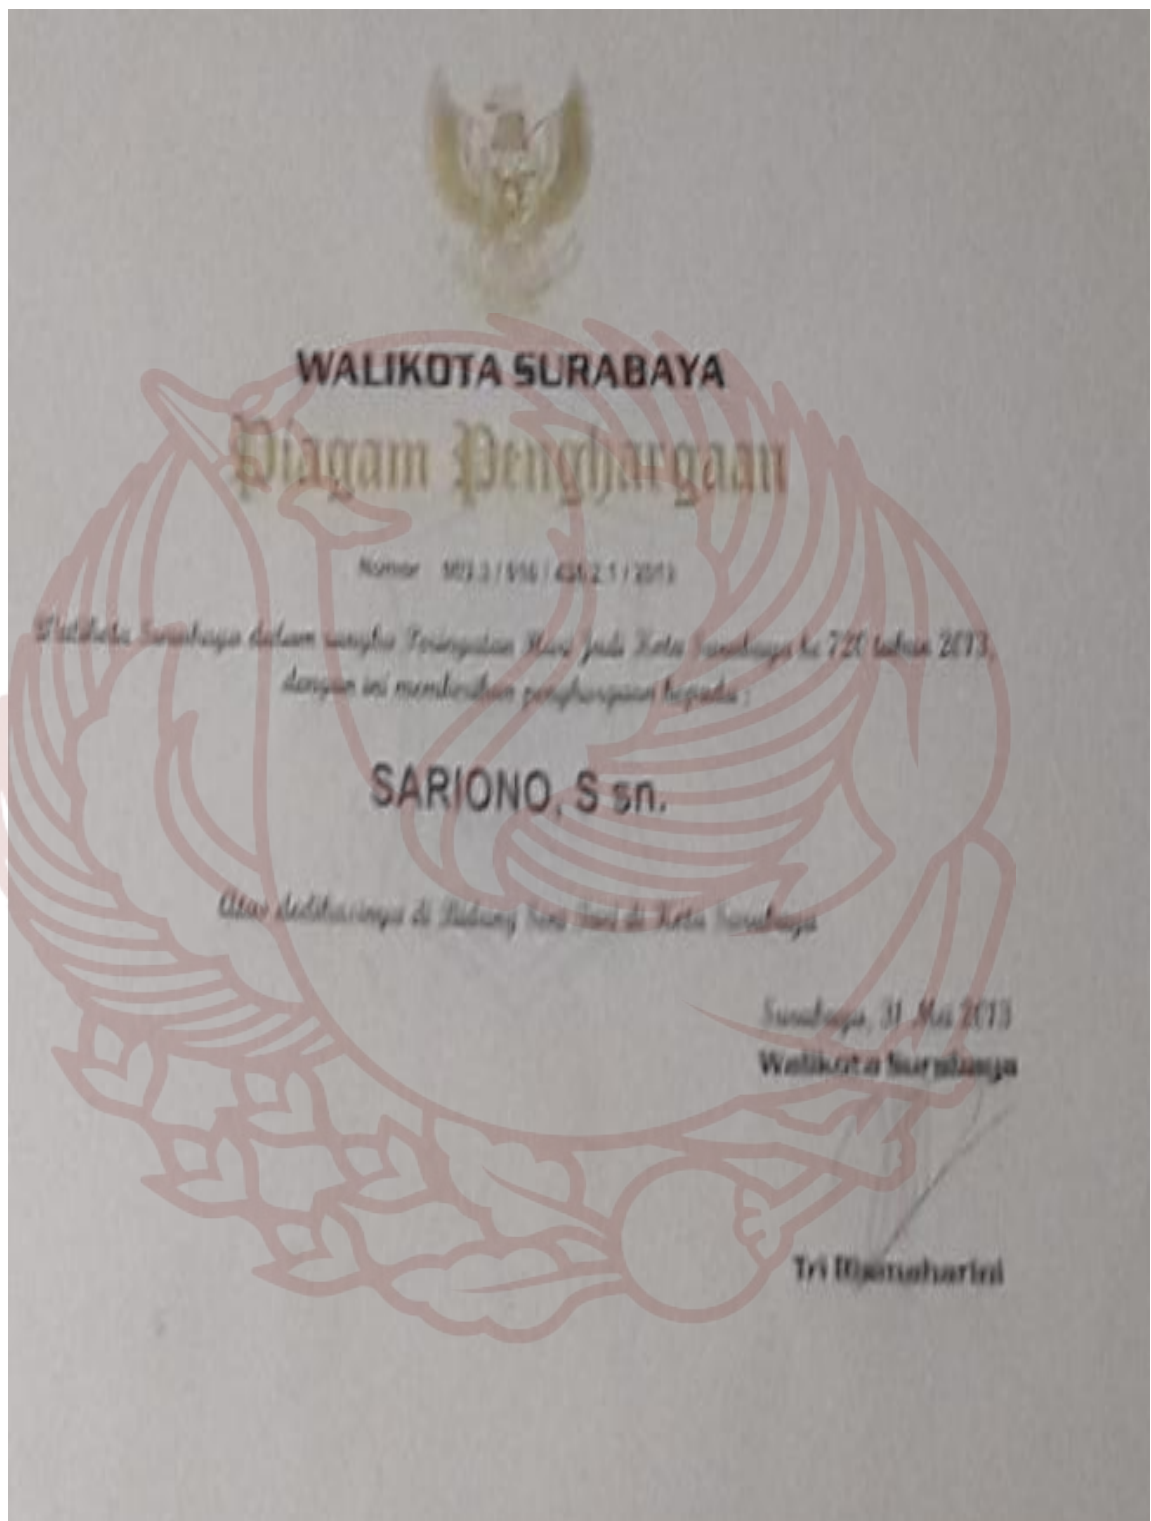 WALIKOTA SURABAYA
Piagam Penghargaan
Nomor / 2013
Walikota Surabaya dalam rangka Peringatan Hari Jadi Kota Surabaya ke 720 tahun 2013,
dengan ini memberikan penghargaan kepada :
SARIONO, S sn.
Atas dedikasinya di Bidang Seni Tari di Kota Surabaya
Surabaya, 31 Mei 2013
Walikota Surabaya
Tri Rismaharini